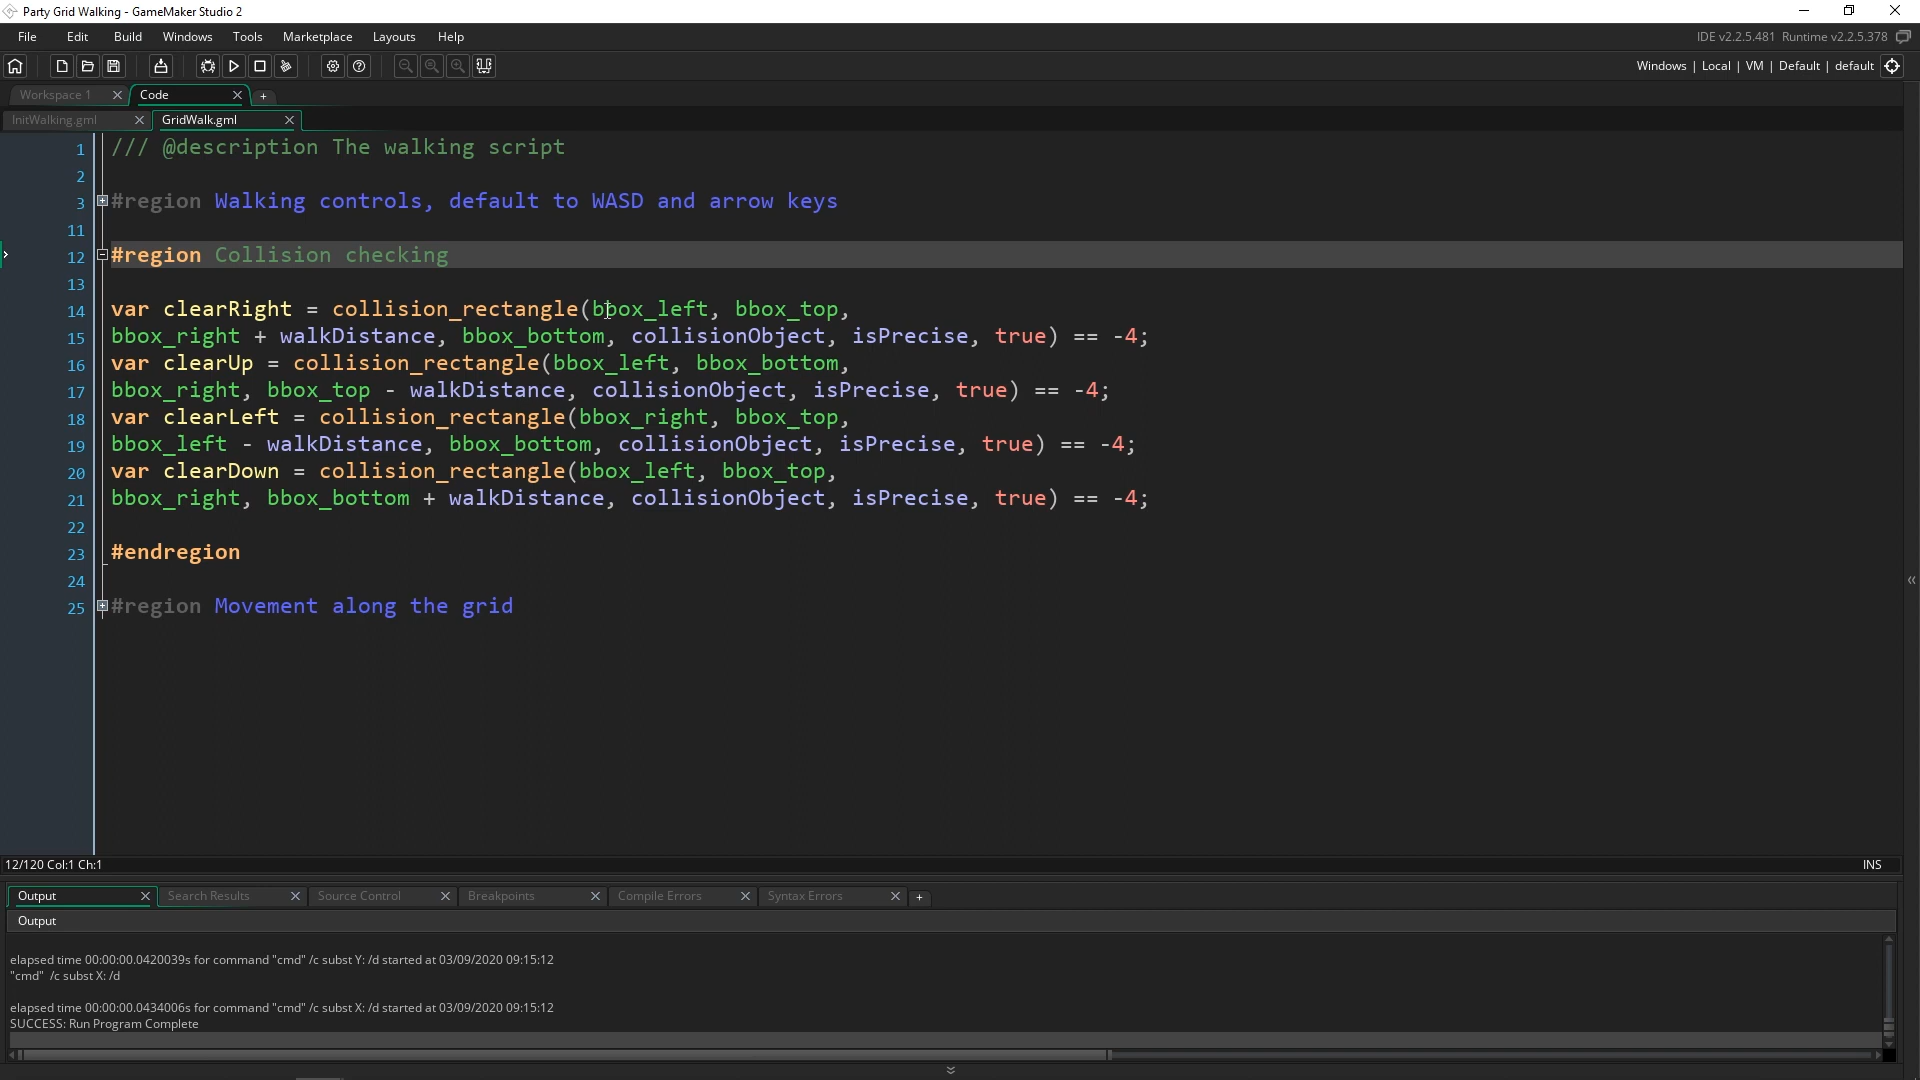 Party Grid Walking - GameMaker Studio 2
File Edit Build Windows Tools Marketplace Layouts Help IDE v2.2.5.481 Runtime v2.2.5.378
Windows | Local | VM | Default | default
Workspace 1 Code
InitWalking.gml GridWalk.gml
1 /// @description The walking script
2
3 #region Walking controls, default to WASD and arrow keys
11
12 #region Collision checking
13
14 var clearRight = collision_rectangle(bbox_left, bbox_top,
15 bbox_right + walkDistance, bbox_bottom, collisionObject, isPrecise, true) == -4;
16 var clearUp = collision_rectangle(bbox_left, bbox_bottom,
17 bbox_right, bbox_top - walkDistance, collisionObject, isPrecise, true) == -4;
18 var clearLeft = collision_rectangle(bbox_right, bbox_top,
19 bbox_left - walkDistance, bbox_bottom, collisionObject, isPrecise, true) == -4;
20 var clearDown = collision_rectangle(bbox_left, bbox_top,
21 bbox_right, bbox_bottom + walkDistance, collisionObject, isPrecise, true) == -4;
22
23 #endregion
24
25 #region Movement along the grid
12/120 Col:1 Ch:1 INS
Output Search Results Source Control Breakpoints Compile Errors Syntax Errors
Output
elapsed time 00:00:00.0420039s for command "cmd" /c subst Y: /d started at 03/09/2020 09:15:12
"cmd" /c subst X: /d
elapsed time 00:00:00.0434006s for command "cmd" /c subst X: /d started at 03/09/2020 09:15:12
SUCCESS: Run Program Complete